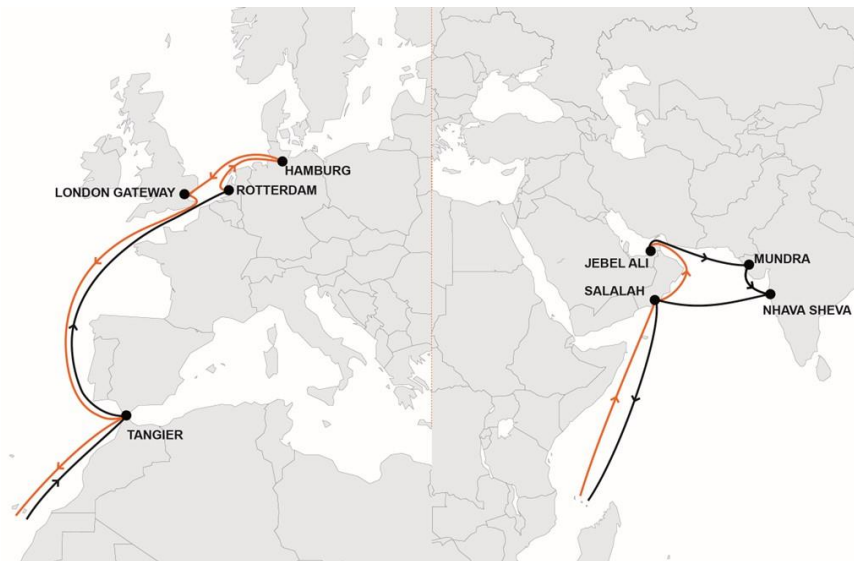 HAMBURG
LONDON GATEWAY
ROTTERDAM
TANGIER
JEBEL ALI
MUNDRA
SALALAH
NHAVA SHEVA